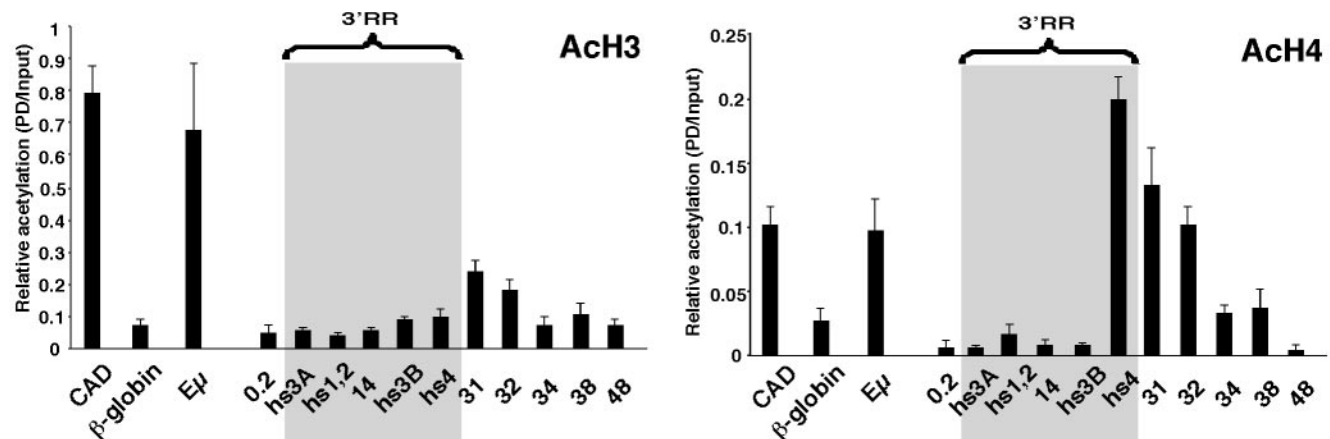 3'RR
AcH3
Relative acetylation (PD/Input)
1
0.9
0.8
0.7
0.6
0.5
0.4
0.3
0.2
0.1
0
CAD
β-globin
Eμ
0.2
hs3A
hs1,2
14
hs3B
hs4
31
32
34
38
48
3'RR
AcH4
Relative acetylation (PD/Input)
0.25
0.2
0.15
0.1
0.05
0
CAD
β-globin
Eμ
0.2
hs3A
hs1,2
14
hs3B
hs4
31
32
34
38
48